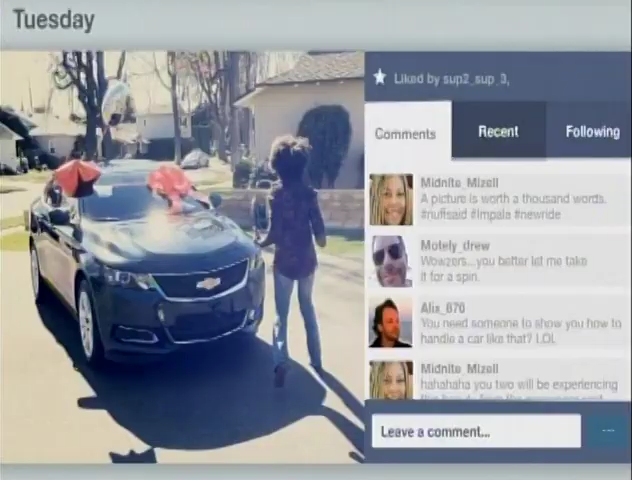 Tuesday
Liked by sup2_sup_3,
Comments
Recent
Following
Midnite_Mizell
A picture is worth a thousand words.
#nuffsaid #Impala #newride
Motely_drew
Wowzers...you better let me take
it for a spin.
Alix_670
You need someone to show you how to
handle a car like that? LOL
Midnite_Mizell
hahahaha you two will be experiencing
Leave a comment...
...